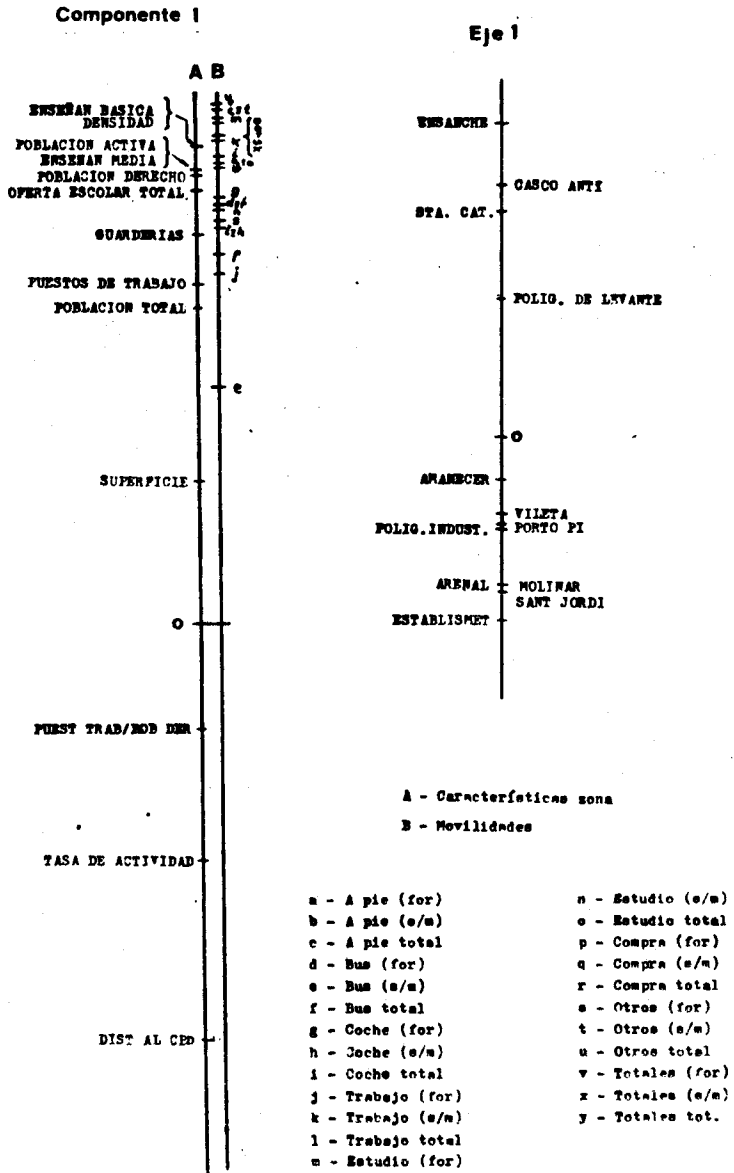 Componente 1
A B
ENSEÑAN BASICA
DENSIDAD
POBLACION ACTIVA
ENSEÑAN MEDIA
POBLACION DERECHO
OFERTA ESCOLAR TOTAL
GUARDERIAS
f
j
PUESTOS DE TRABAJO
POBLACION TOTAL
e
SUPERFICIE
O
PUEST TRAB/POB DER
TASA DE ACTIVIDAD
DIST AL CPD
Eje 1
ENSANCHE
CASCO ANTI
STA. CAT.
POLIG. DE LEVANTE
O
AMANECER
VILETA
POLIG.INDUST. PORTO PI
ARENAL MOLINAR
SANT JORDI
ESTABLISMET
A - Características zona
B - Movilidades
a - A pie (for)
b - A pie (s/m)
c - A pie total
d - Bus (for)
e - Bus (s/m)
f - Bus total
g - Coche (for)
h - Coche (s/m)
i - Coche total
j - Trabajo (for)
k - Trabajo (s/m)
l - Trabajo total
m - Estudio (for)
n - Estudio (s/m)
o - Estudio total
p - Compra (for)
q - Compra (s/m)
r - Compra total
s - Otros (for)
t - Otros (s/m)
u - Otros total
v - Totales (for)
x - Totales (s/m)
y - Totales tot.